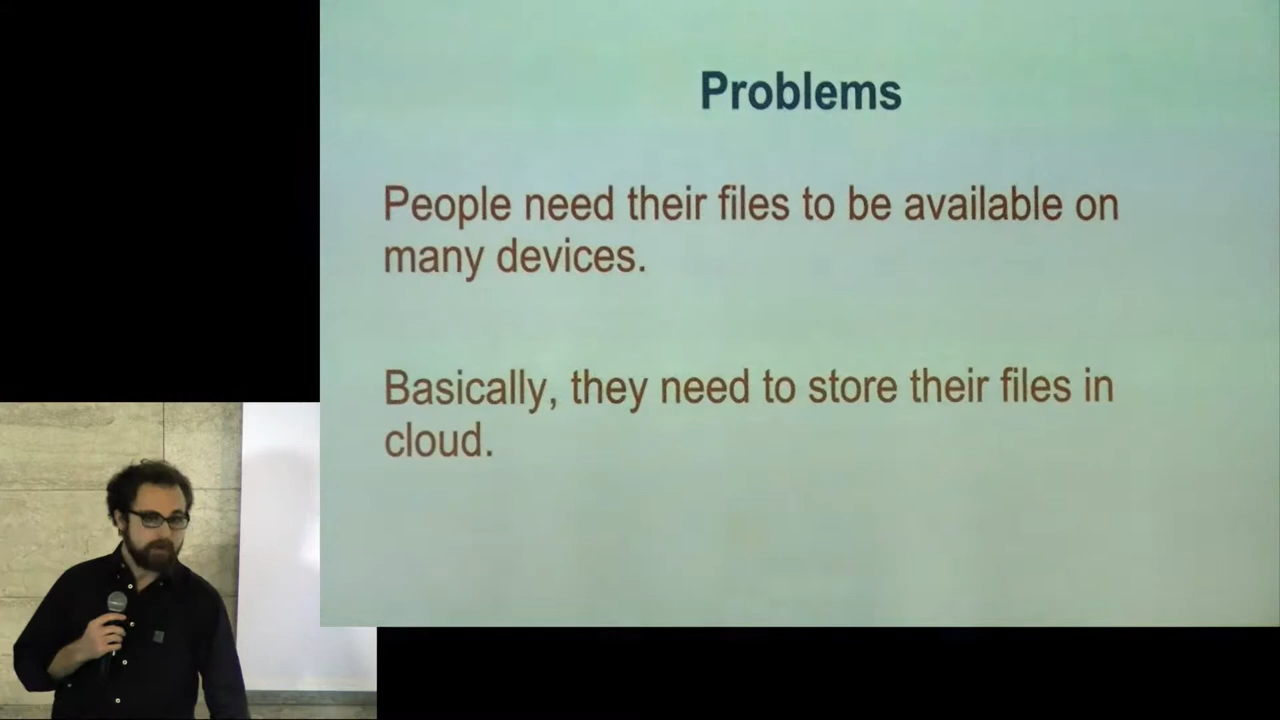 Problems
People need their files to be available on
many devices.
Basically, they need to store their files in
cloud.